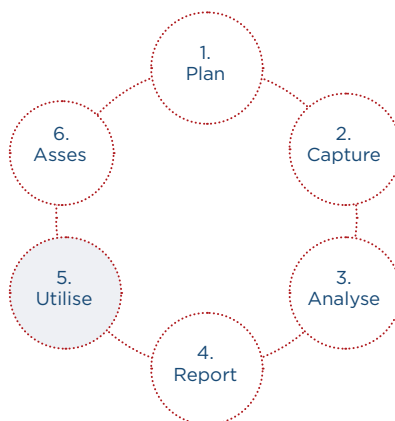 1.
Plan
2.
Capture
3.
Analyse
4.
Report
5.
Utilise
6.
Asses